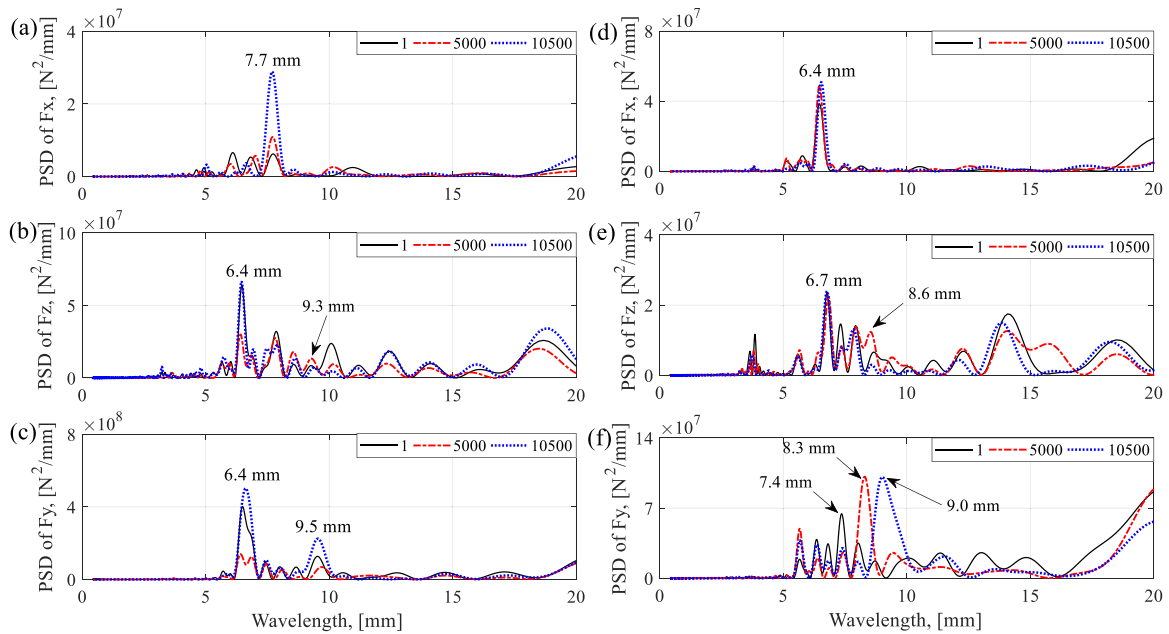 (a)
×10^7
4
2
0
PSD of Fx, [N^2/mm]
1 5000 10500
7.7 mm
0 5 10 15 20
(b)
×10^7
10
5
0
PSD of Fz, [N^2/mm]
1 5000 10500
6.4 mm
9.3 mm
0 5 10 15 20
(c)
×10^8
8
4
0
PSD of Fy, [N^2/mm]
1 5000 10500
6.4 mm
9.5 mm
0 5 10 15 20
Wavelength, [mm]
(d)
×10^7
8
4
0
PSD of Fx, [N^2/mm]
1 5000 10500
6.4 mm
0 5 10 15 20
(e)
×10^7
4
2
0
PSD of Fz, [N^2/mm]
1 5000 10500
6.7 mm
8.6 mm
0 5 10 15 20
(f)
×10^7
14
7
0
PSD of Fy, [N^2/mm]
1 5000 10500
8.3 mm
7.4 mm
9.0 mm
0 5 10 15 20
Wavelength, [mm]